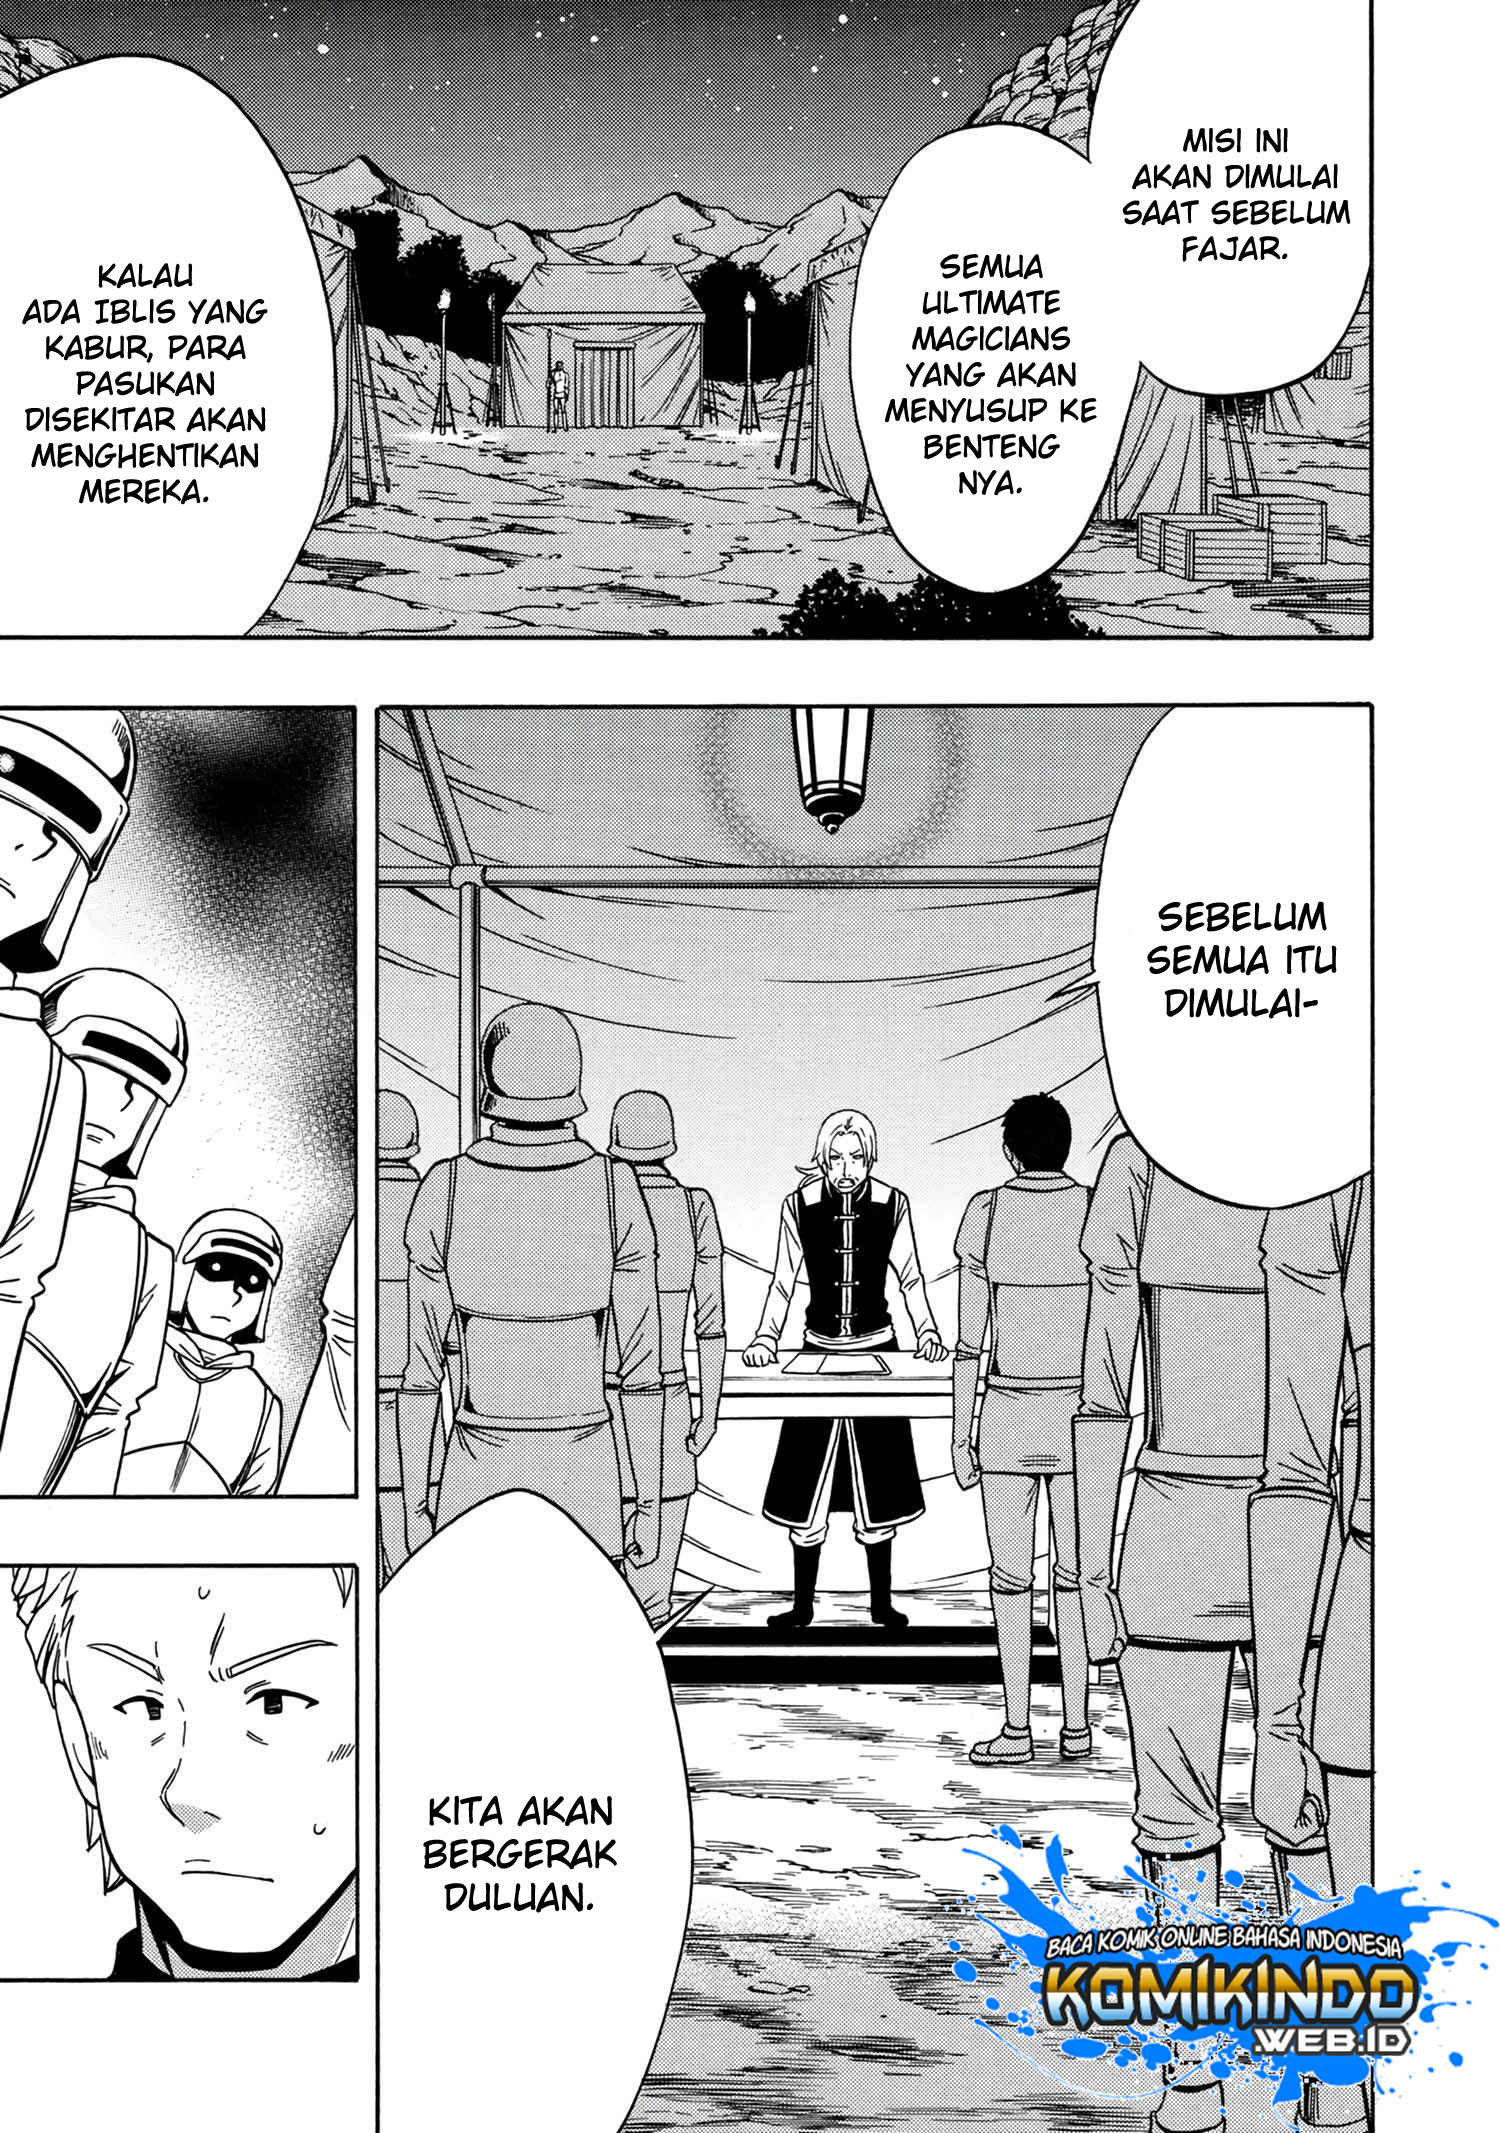 MISI INI
AKAN DIMULAI
SAAT SEBELUM
FAJAR.
SEMUA
ULTIMATE
MAGICIANS
YANG AKAN
MENYUSUP KE
BENTENG
NYA.
KALAU
ADA IBLIS YANG
KABUR, PARA
PASUKAN
DISEKITAR AKAN
MENGHENTIKAN
MEREKA.
SEBELUM
SEMUA ITU
DIMULAI-
KITA AKAN
BERGERAK
DULUAN.
BACA KOMIK ONLINE BAHASA INDONESIA
KOMIKINDO
.WEB.ID